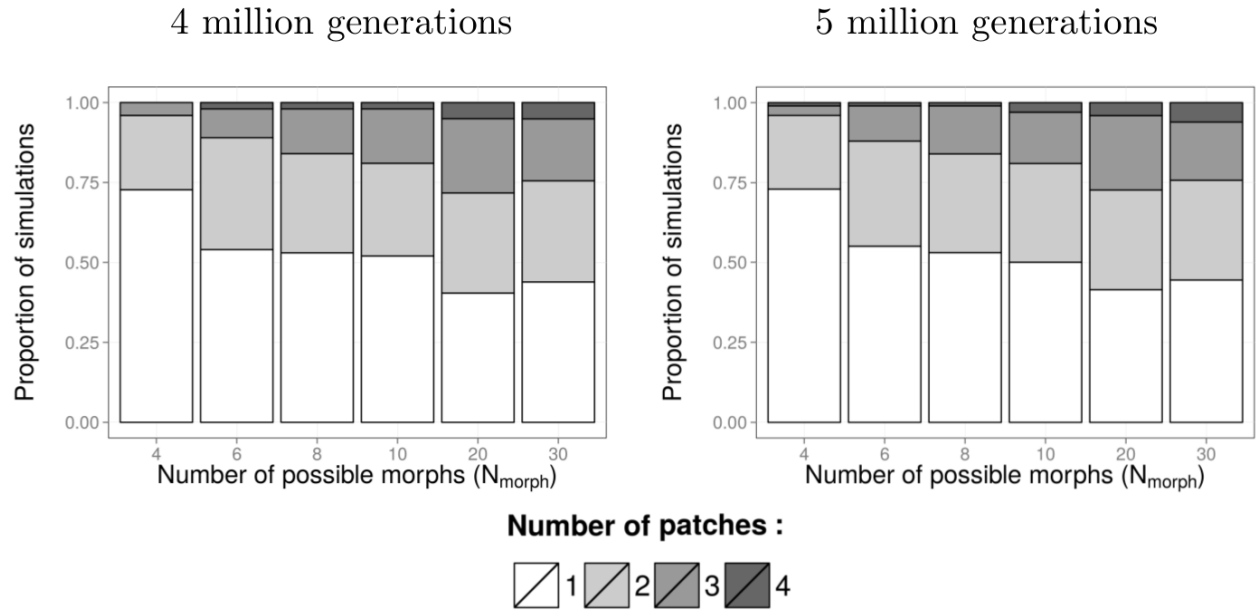 4 million generations
5 million generations
Proportion of simulations
1.00
0.75
0.50
0.25
0.00
4 6 8 10 20 30
Number of possible morphs (Nmorph)
Proportion of simulations
1.00
0.75
0.50
0.25
0.00
4 6 8 10 20 30
Number of possible morphs (Nmorph)
Number of patches :
1 2 3 4